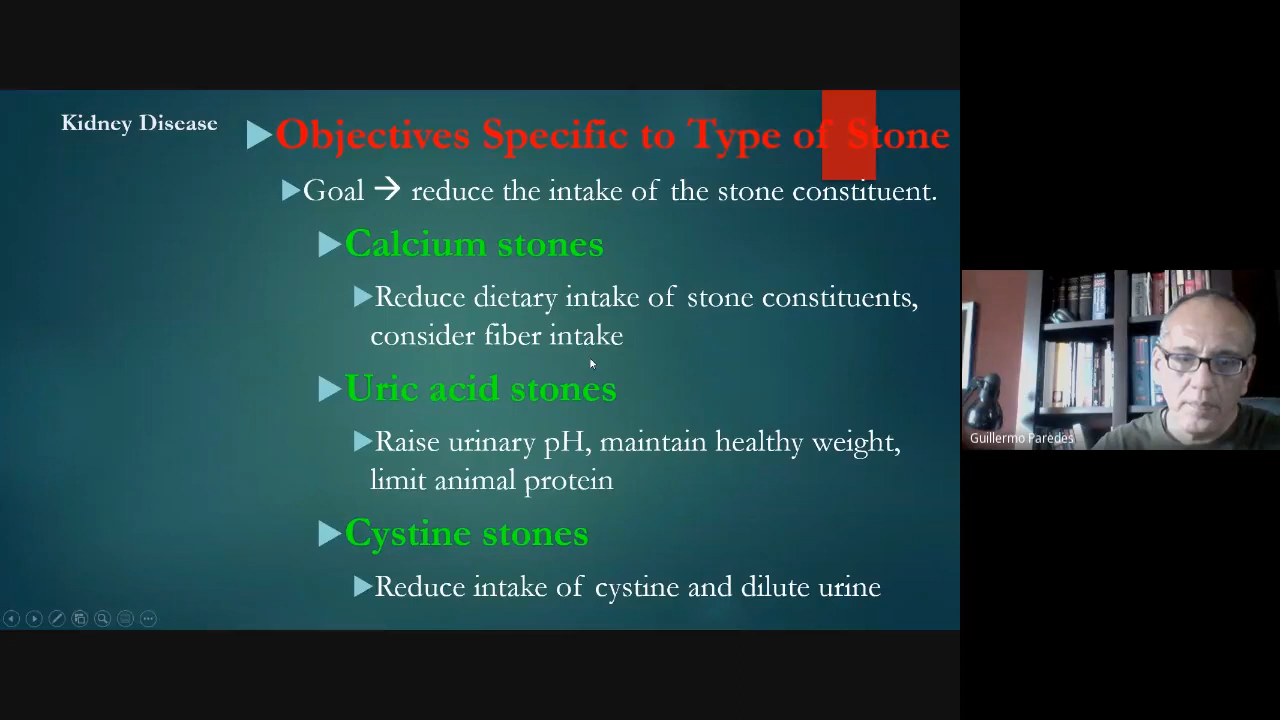 Kidney Disease
Objectives Specific to Type of Stone
Goal → reduce the intake of the stone constituent.
Calcium stones
Reduce dietary intake of stone constituents,
consider fiber intake
Uric acid stones
Raise urinary pH, maintain healthy weight,
limit animal protein
Cystine stones
Reduce intake of cystine and dilute urine
Guillermo Paredes